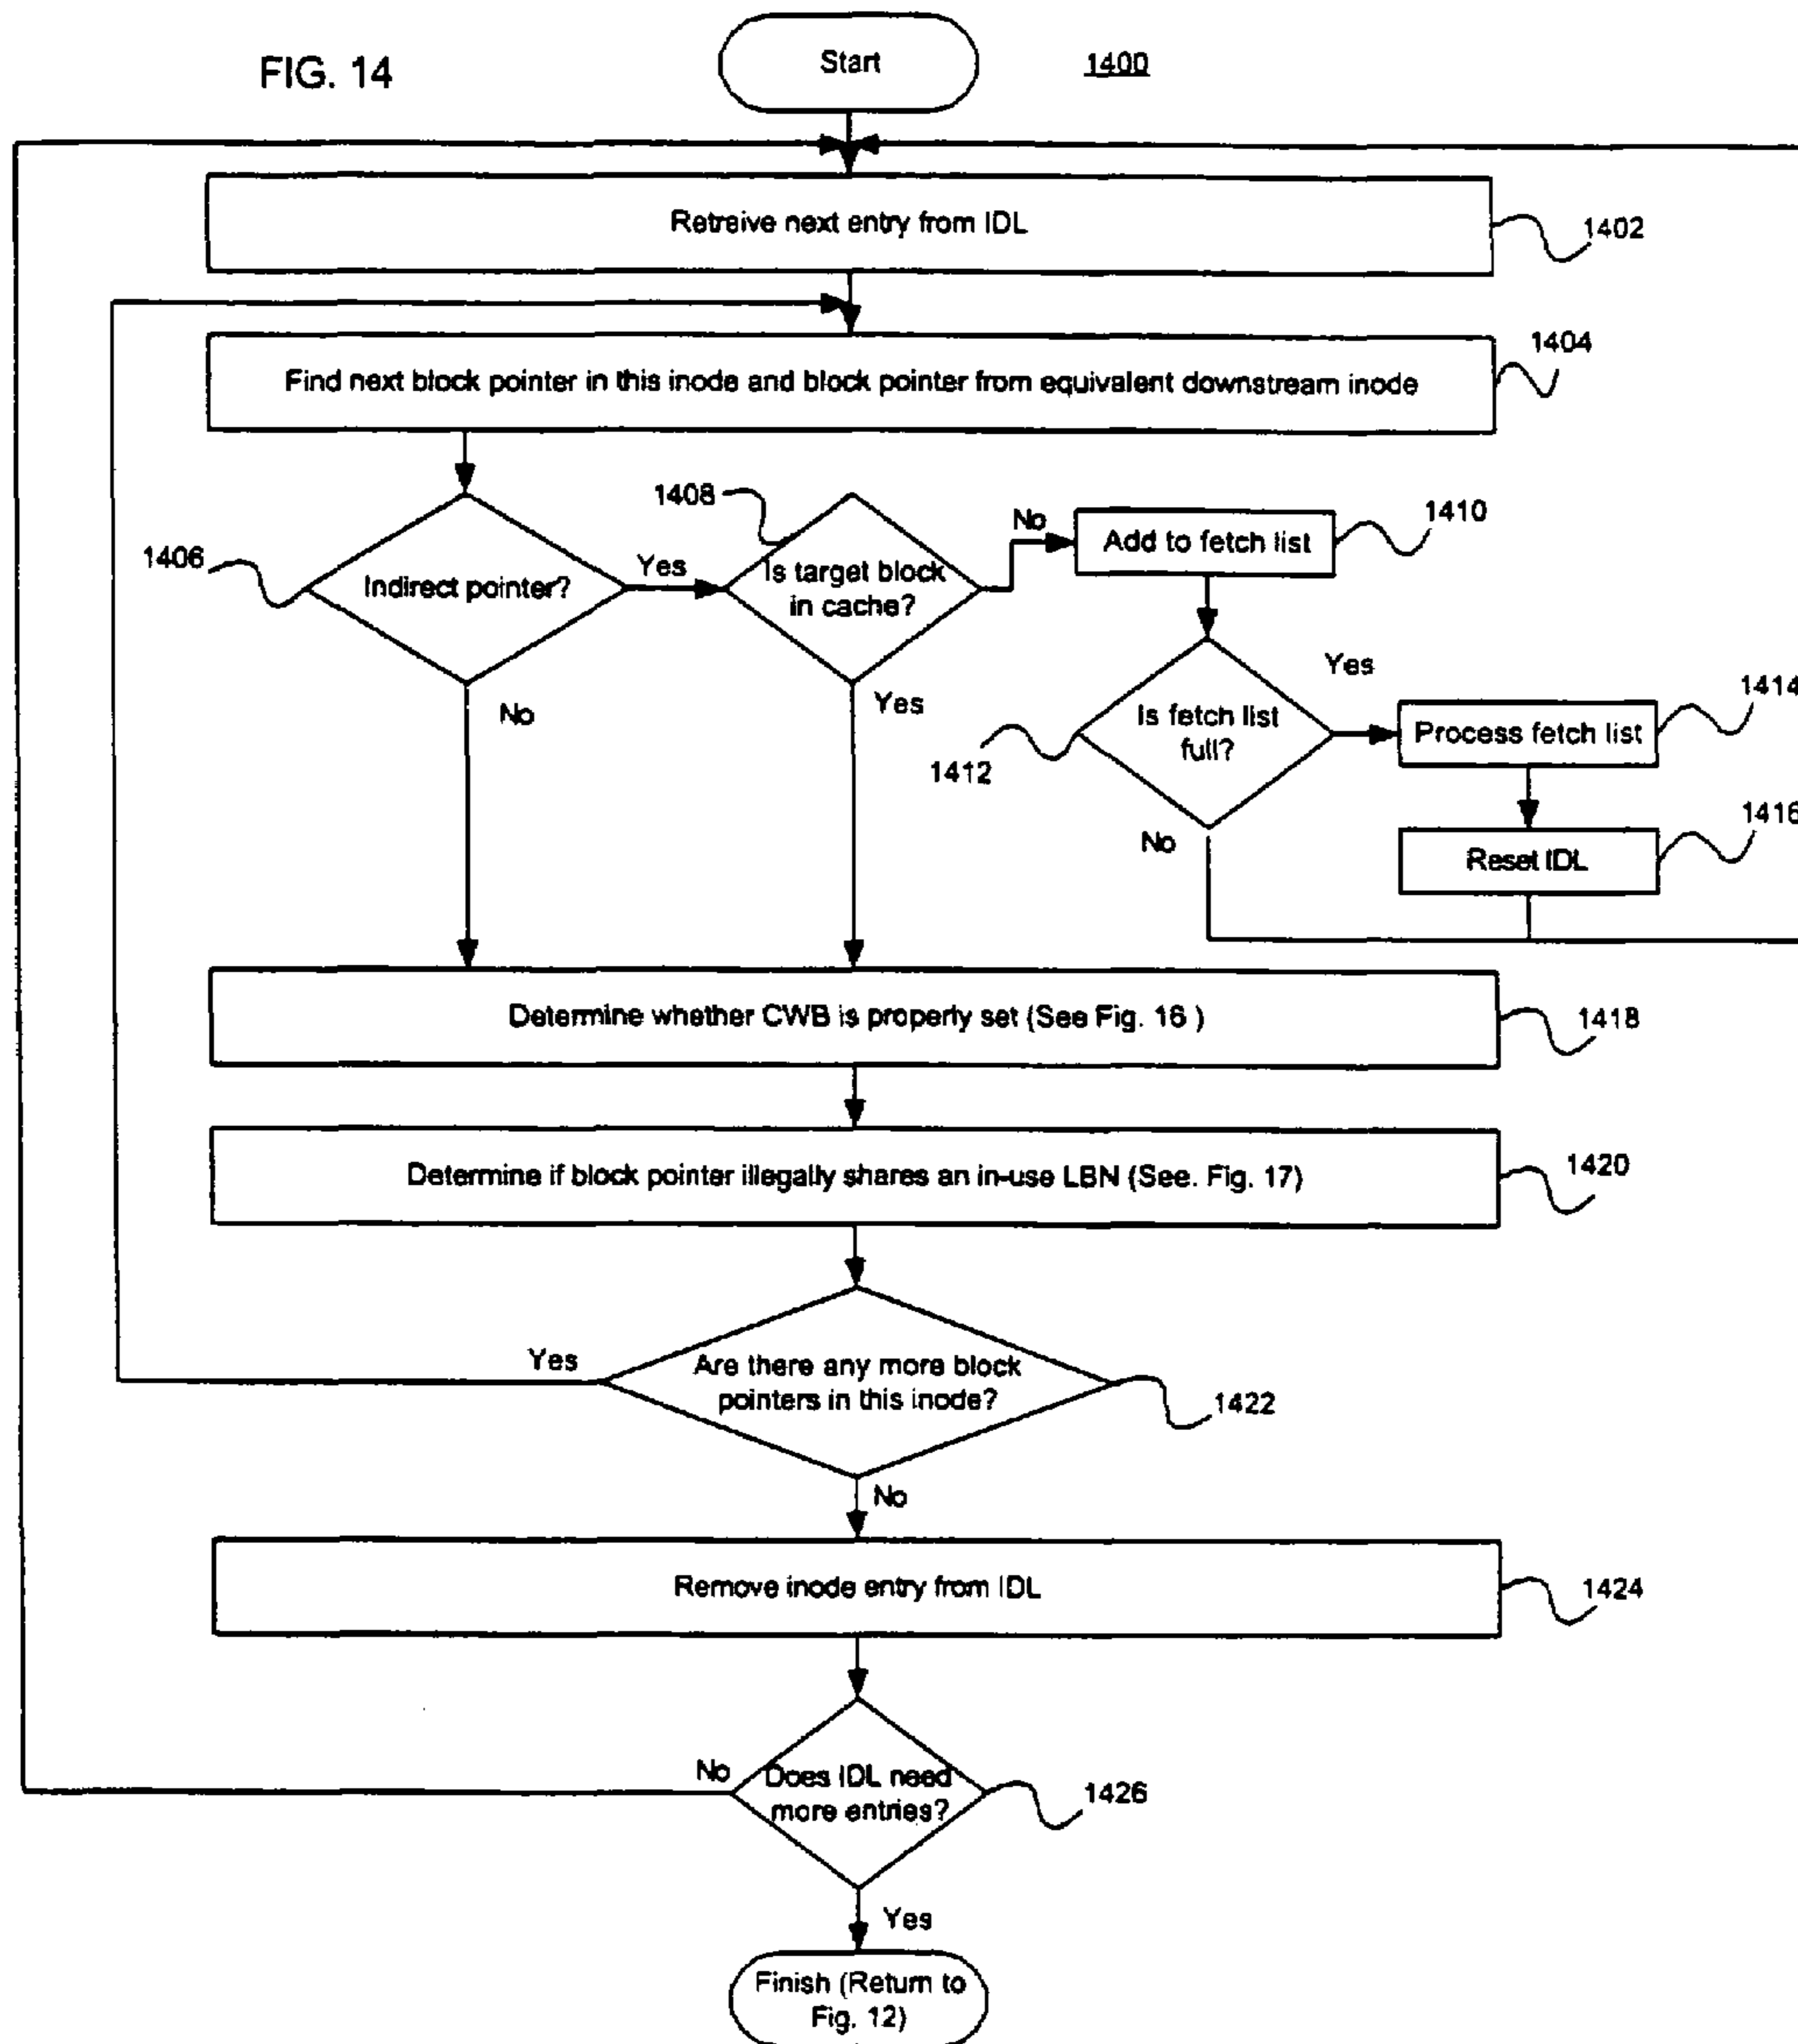 FIG. 14
Start
1400
Retreive next entry from IDL
1402
1404
Find next block pointer in this inode and block pointer from equivalent downstream inode
1406
Indirect pointer?
Yes
No
1408
Is target block
in cache?
No
Yes
Add to fetch list
1410
Is fetch list
full?
1412
Yes
No
Process fetch list
1414
Reset IDL
1416
Determine whether CWB is properly set (See Fig. 16 )
1418
Determine if block pointer illegally shares an in-use LBN (See. Fig. 17)
1420
Yes
Are there any more block
pointers in this inode?
1422
No
Remove inode entry from IDL
1424
No
Does IDL need
more entries?
1426
Yes
Finish (Return to
Fig. 12)